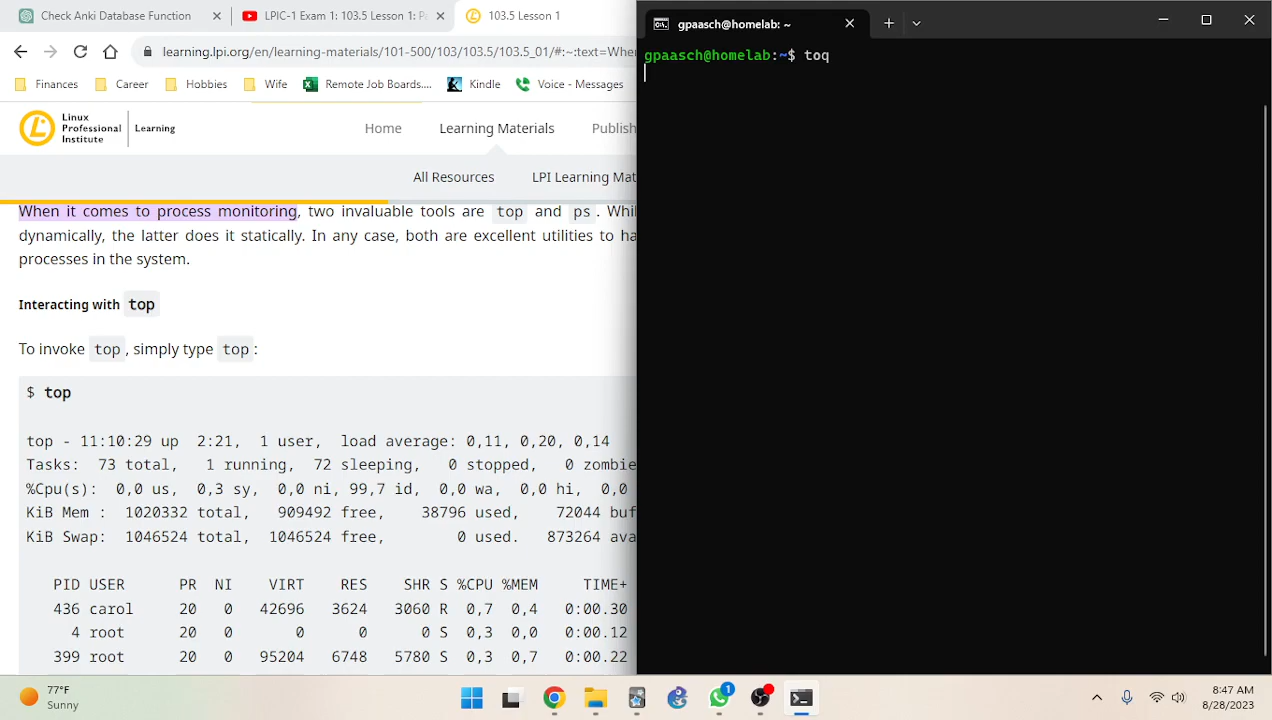 Check Anki Database Function
LPIC-1 Exam 1: 103.5 Lesson 1: Pa
103.5 Lesson 1
learning.lpi.org/en/learning-materials/101-500/103/103.5/103.5_01/#:~:text=Whe
Finances
Career
Hobbies
Wife
Remote Job Boards....
Kindle
Voice - Messages
Linux
Professional
Institute
Learning
Home
Learning Materials
Publish
All Resources
LPI Learning Mat
When it comes to process monitoring, two invaluable tools are top and ps. Whil
dynamically, the latter does it statically. In any case, both are excellent utilities to ha
processes in the system.
Interacting with top
To invoke top, simply type top:
$ top
top - 11:10:29 up 2:21, 1 user, load average: 0,11, 0,20, 0,14
Tasks: 73 total, 1 running, 72 sleeping, 0 stopped, 0 zombie
%Cpu(s): 0,0 us, 0,3 sy, 0,0 ni, 99,7 id, 0,0 wa, 0,0 hi, 0,0
KiB Mem : 1020332 total, 909492 free, 38796 used, 72044 buf
KiB Swap: 1046524 total, 1046524 free, 0 used. 873264 ava
PID USER PR NI VIRT RES SHR S %CPU %MEM TIME+
436 carol 20 0 42696 3624 3060 R 0,7 0,4 0:00.30
4 root 20 0 0 0 0 S 0,3 0,0 0:00.12
399 root 20 0 95204 6748 5780 S 0,3 0,7 0:00.22
gpaasch@homelab: ~
gpaasch@homelab:~$ toq
77°F
Sunny
1
8:47 AM
8/28/2023